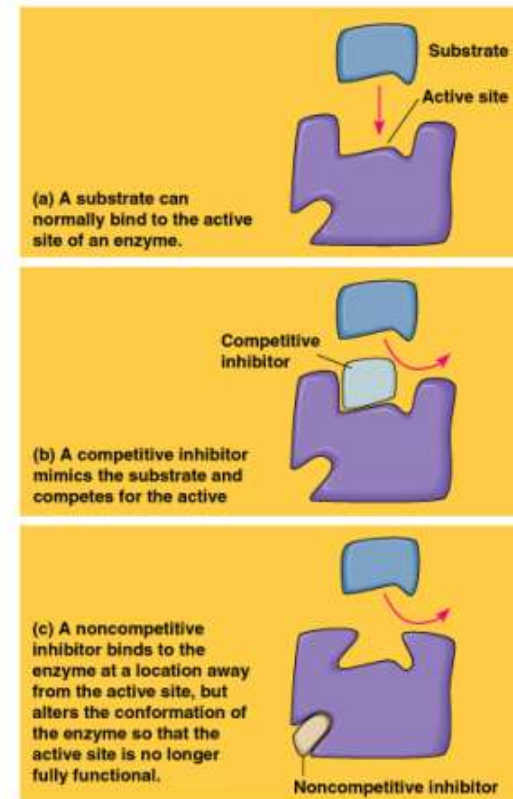 Substrate
Active site
(a) A substrate can
normally bind to the active
site of an enzyme.
Competitive
inhibitor
(b) A competitive inhibitor
mimics the substrate and
competes for the active
(c) A noncompetitive
inhibitor binds to the
enzyme at a location away
from the active site, but
alters the conformation of
the enzyme so that the
active site is no longer
fully functional.
Noncompetitive inhibitor